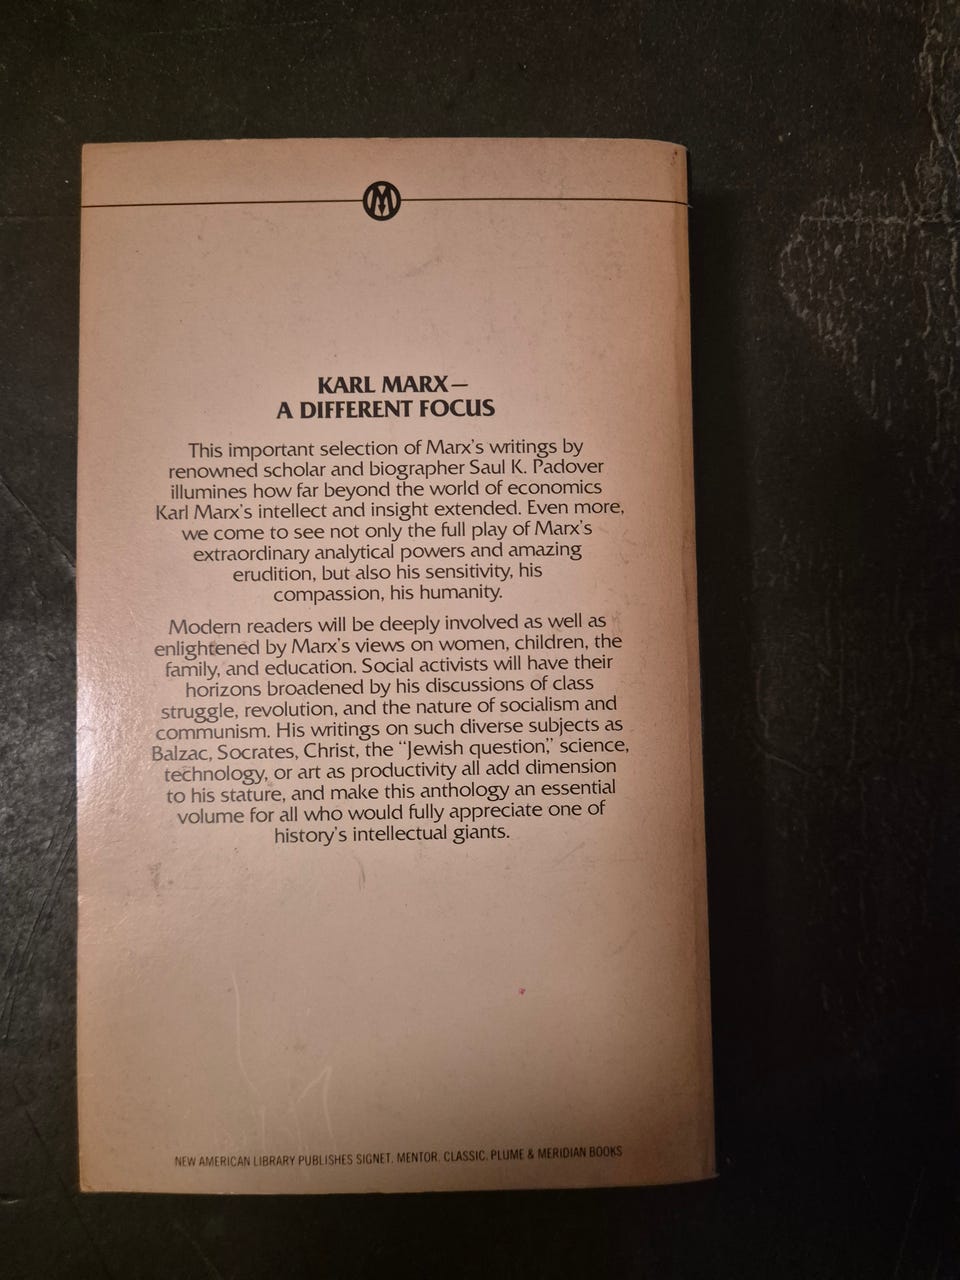 M
KARL MARX—
A DIFFERENT FOCUS
This important selection of Marx's writings by
renowned scholar and biographer Saul K. Padover
illumines how far beyond the world of economics
Karl Marx's intellect and insight extended. Even more,
we come to see not only the full play of Marx's
extraordinary analytical powers and amazing
erudition, but also his sensitivity, his
compassion, his humanity.
Modern readers will be deeply involved as well as
enlightened by Marx's views on women, children, the
family, and education. Social activists will have their
horizons broadened by his discussions of class
struggle, revolution, and the nature of socialism and
communism. His writings on such diverse subjects as
Balzac, Socrates, Christ, the "Jewish question," science,
technology, or art as productivity all add dimension
to his stature, and make this anthology an essential
volume for all who would fully appreciate one of
history's intellectual giants.
NEW AMERICAN LIBRARY PUBLISHES SIGNET, MENTOR, CLASSIC, PLUME & MERIDIAN BOOKS